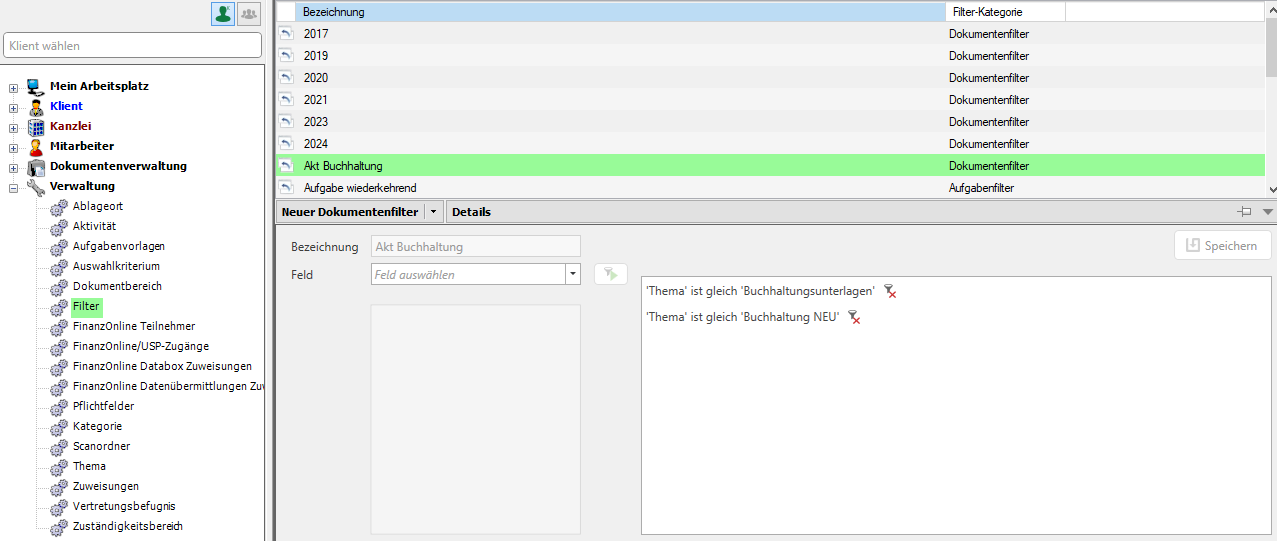 Klient wählen
Mein Arbeitsplatz
Klient
Kanzlei
Mitarbeiter
Dokumentenverwaltung
Verwaltung
Ablageort
Aktivität
Aufgabenvorlagen
Auswahlkriterium
Dokumentbereich
Filter
FinanzOnline Teilnehmer
FinanzOnline/USP-Zugänge
FinanzOnline Databox Zuweisungen
FinanzOnline Datenübermittlungen Zuw
Pflichtfelder
Kategorie
Scanordner
Thema
Zuweisungen
Vertretungsbefugnis
Zuständigkeitsbereich
Bezeichnung Filter-Kategorie
2017 Dokumentenfilter
2019 Dokumentenfilter
2020 Dokumentenfilter
2021 Dokumentenfilter
2023 Dokumentenfilter
2024 Dokumentenfilter
Akt Buchhaltung Dokumentenfilter
Aufgabe wiederkehrend Aufgabenfilter
Neuer Dokumentenfilter Details
Bezeichnung Akt Buchhaltung Speichern
Feld Feld auswählen
'Thema' ist gleich 'Buchhaltungsunterlagen'
'Thema' ist gleich 'Buchhaltung NEU'